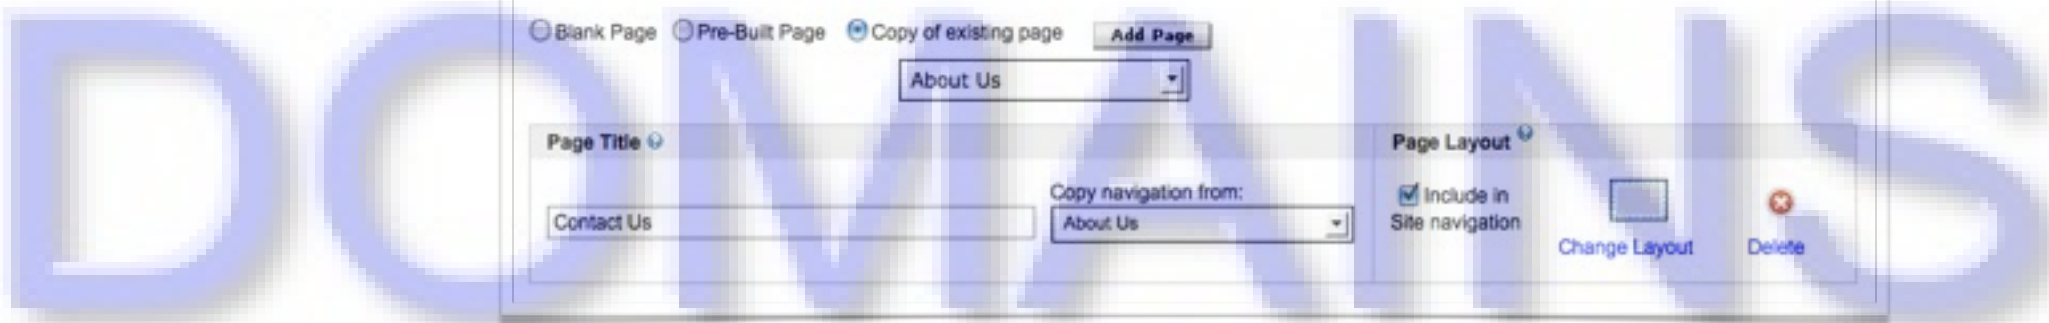 DOMAINS
Blank Page Pre-Built Page Copy of existing page Add Page
About Us
Page Title Page Layout
Copy navigation from: Include in
Contact Us About Us Site navigation
Change Layout Delete